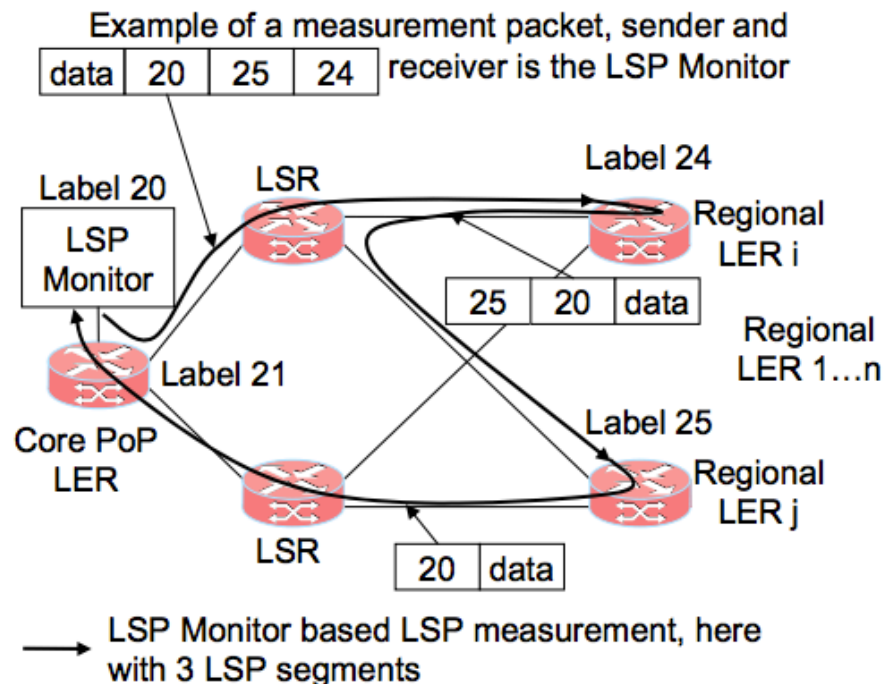 Example of a measurement packet, sender and
data 20 25 24 receiver is the LSP Monitor
Label 24
Label 20
LSR
LSP
Monitor
Regional
LER i
25 20 data
Regional
LER 1...n
Label 21
Label 25
Core PoP
LER
Regional
LER j
LSR
20 data
LSP Monitor based LSP measurement, here
with 3 LSP segments